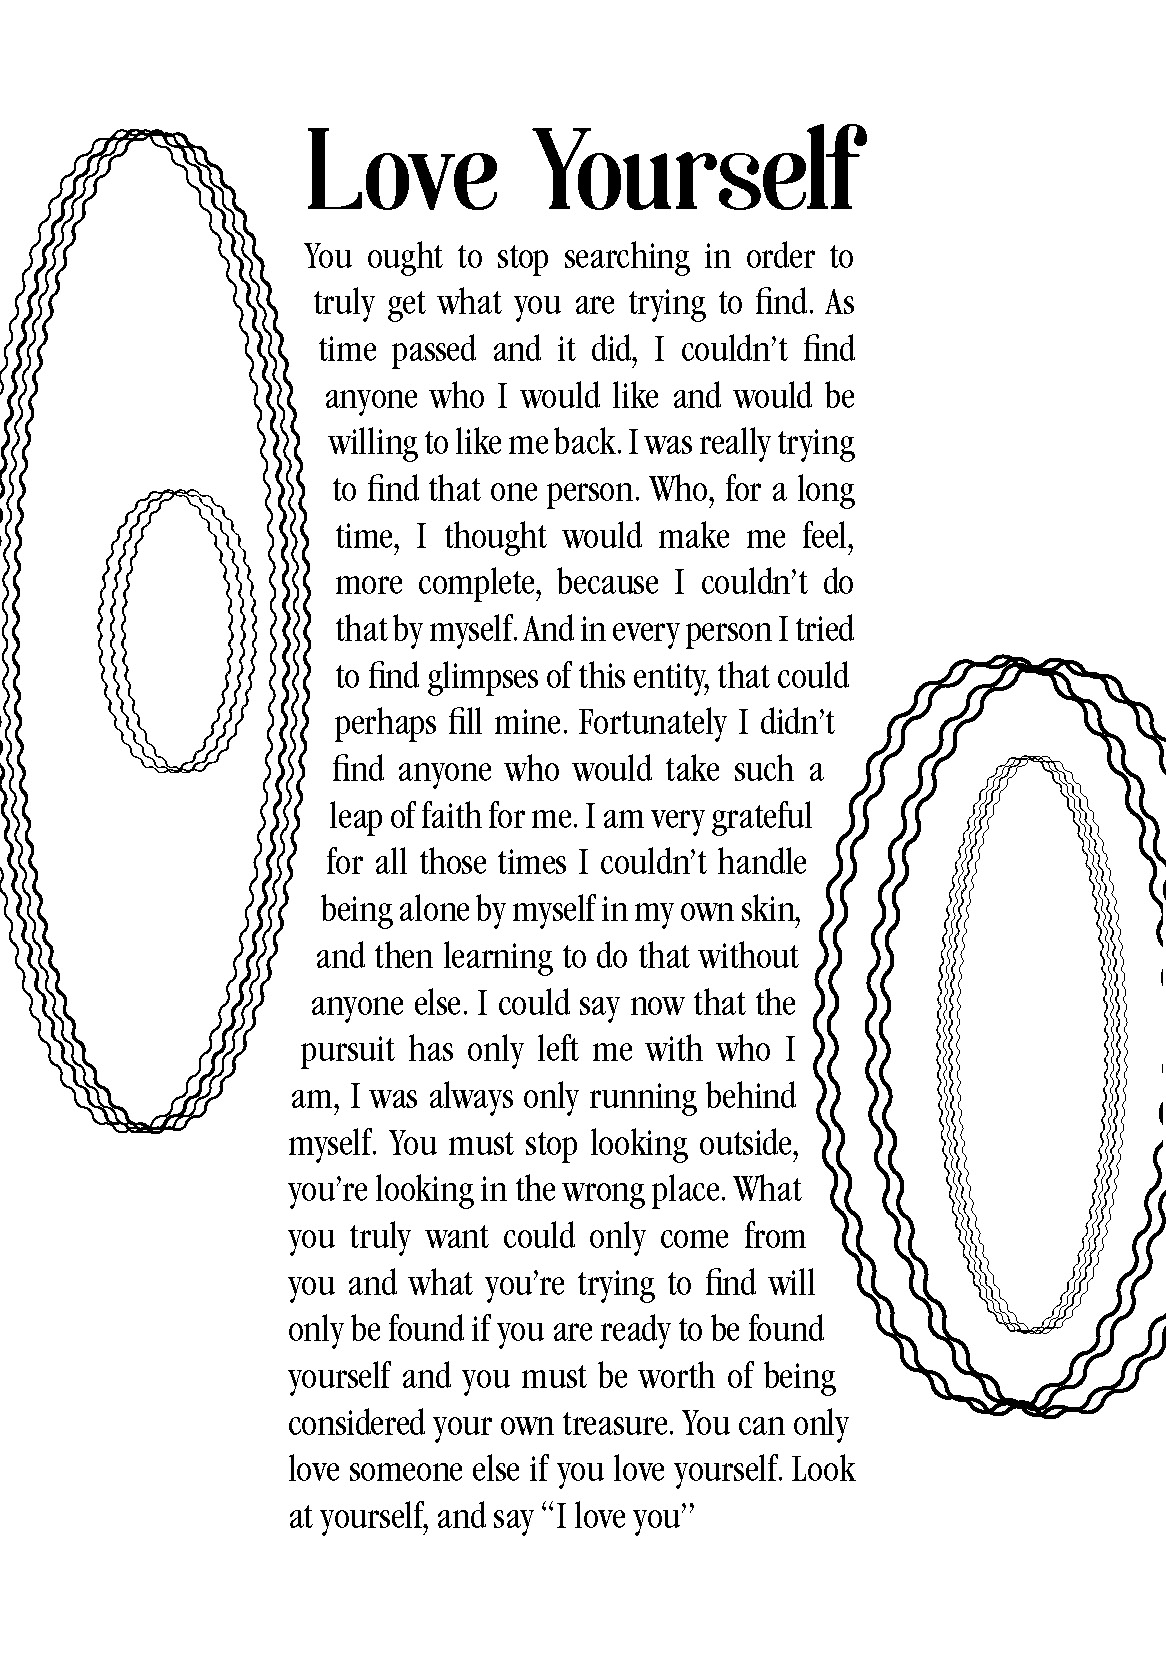 Love Yourself
You ought to stop searching in order to
truly get what you are trying to find. As
time passed and it did, I couldn't find
anyone who I would like and would be
willing to like me back. I was really trying
to find that one person. Who, for a long
time, I thought would make me feel,
more complete, because I couldn't do
that by myself. And in every person I tried
to find glimpses of this entity, that could
perhaps fill mine. Fortunately I didn't
find anyone who would take such a
leap of faith for me. I am very grateful
for all those times I couldn't handle
being alone by myself in my own skin,
and then learning to do that without
anyone else. I could say now that the
pursuit has only left me with who I
am, I was always only running behind
myself. You must stop looking outside,
you're looking in the wrong place. What
you truly want could only come from
you and what you're trying to find will
only be found if you are ready to be found
yourself and you must be worth of being
considered your own treasure. You can only
love someone else if you love yourself. Look
at yourself, and say “I love you”